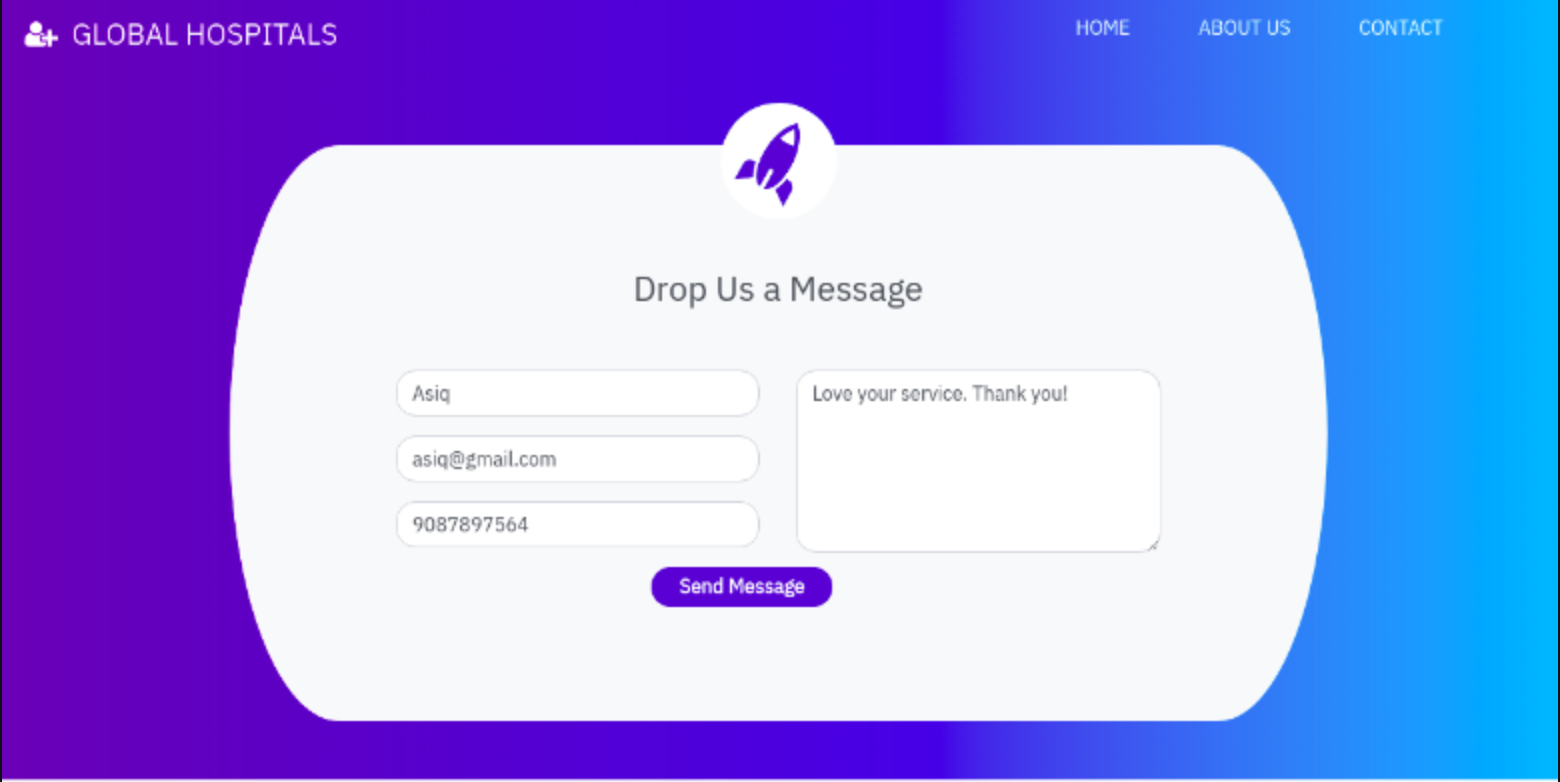 GLOBAL HOSPITALS
HOME ABOUT US CONTACT
Drop Us a Message
Asiq
asiq@gmail.com
9087897564
Love your service. Thank you!
Send Message